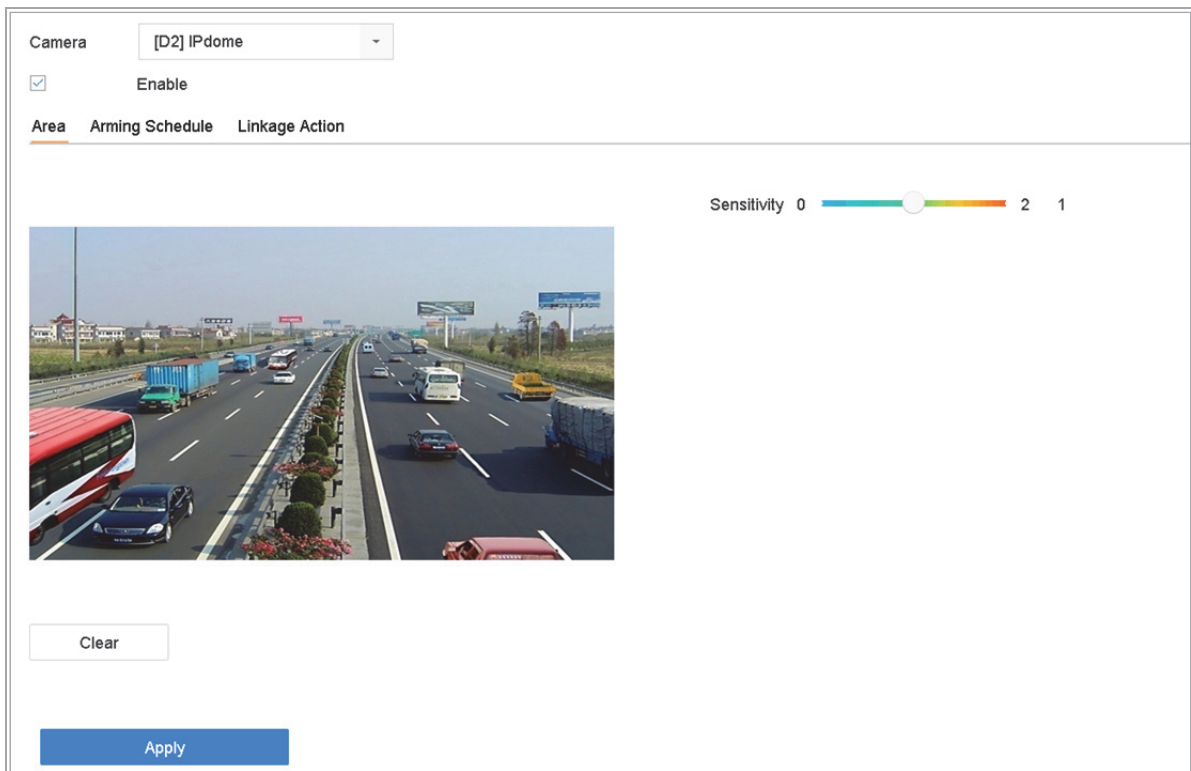 Camera [D2] IPdome
Enable
Area Arming Schedule Linkage Action
Sensitivity 0 2 1
Clear
Apply